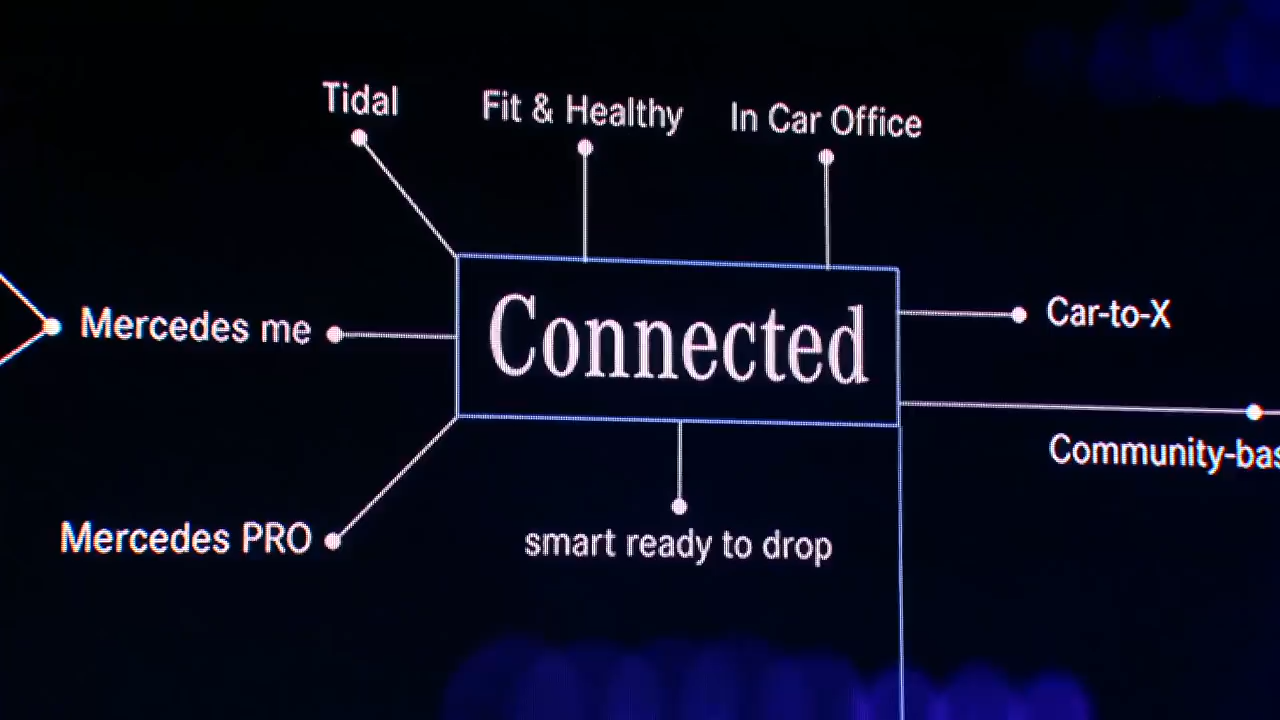 Tidal
Fit & Healthy
In Car Office
Connected
Mercedes me
Car-to-X
Mercedes PRO
smart ready to drop